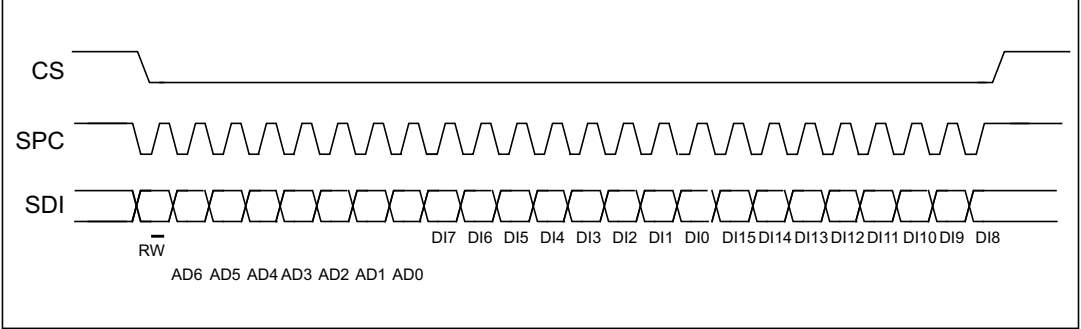 CS
SPC
SDI
DI7 DI6 DI5 DI4 DI3 DI2 DI1 DI0 DI15 DI14 DI13 DI12 DI11 DI10 DI9 DI8
RW
AD6 AD5 AD4 AD3 AD2 AD1 AD0